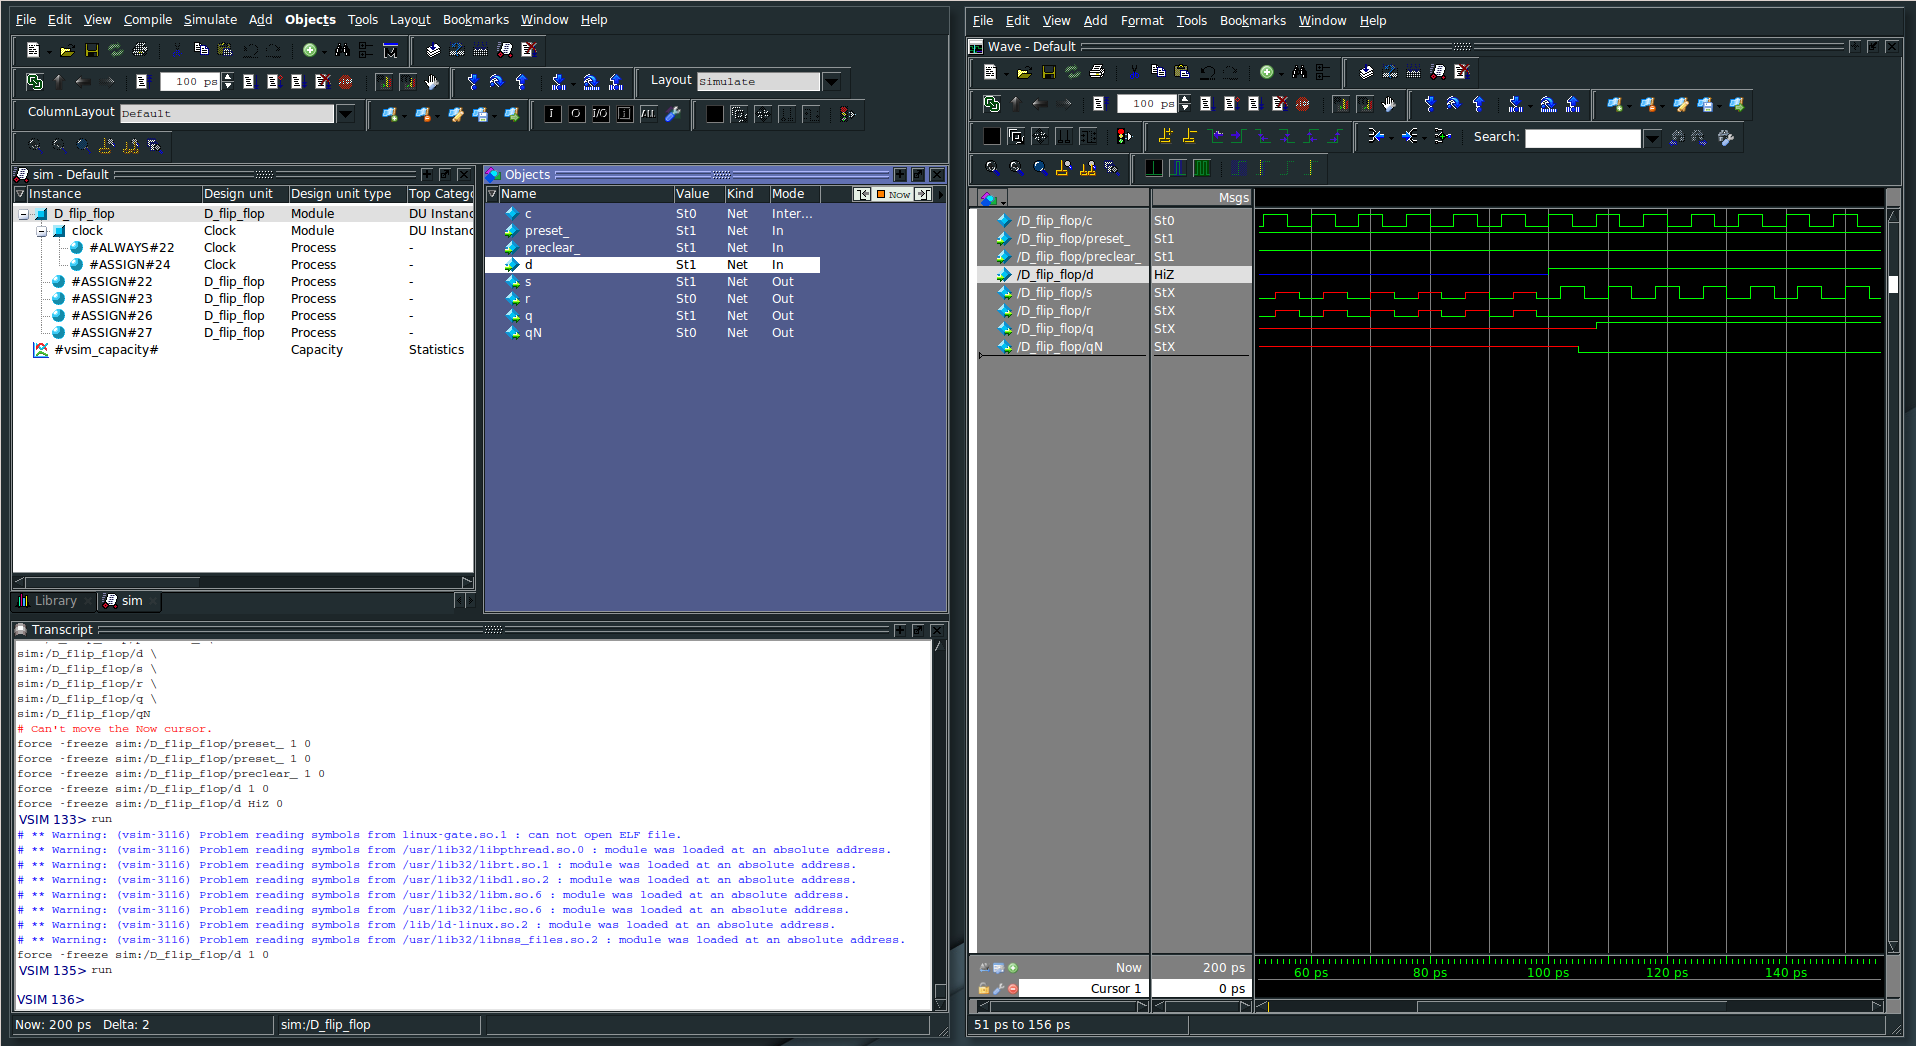 File Edit View Compile Simulate Add Objects Tools Layout Bookmarks Window Help
100 ps
Layout Simulate
ColumnLayout Default
sim - Default
Instance Design unit Design unit type Top Categ
D_flip_flop D_flip_flop Module DU Instanc
clock Clock Module DU Instanc
#ALWAYS#22 Clock Process -
#ASSIGN#24 Clock Process -
#ASSIGN#22 D_flip_flop Process -
#ASSIGN#23 D_flip_flop Process -
#ASSIGN#26 D_flip_flop Process -
#ASSIGN#27 D_flip_flop Process -
#vsim_capacity# Capacity Statistics
Library sim
Objects
Name Value Kind Mode Now
c St0 Net Inter...
preset_ St1 Net In
preclear_ St1 Net In
d St1 Net In
s St1 Net Out
r St0 Net Out
q St1 Net Out
qN St0 Net Out
Transcript
sim:/D_flip_flop/d \
sim:/D_flip_flop/s \
sim:/D_flip_flop/r \
sim:/D_flip_flop/q \
sim:/D_flip_flop/qN
# Can't move the Now cursor.
force -freeze sim:/D_flip_flop/preset_ 1 0
force -freeze sim:/D_flip_flop/preset_ 1 0
force -freeze sim:/D_flip_flop/preclear_ 1 0
force -freeze sim:/D_flip_flop/d 1 0
force -freeze sim:/D_flip_flop/d HiZ 0
VSIM 133> run
# ** Warning: (vsim-3116) Problem reading symbols from linux-gate.so.1 : can not open ELF file.
# ** Warning: (vsim-3116) Problem reading symbols from /usr/lib32/libpthread.so.0 : module was loaded at an absolute address.
# ** Warning: (vsim-3116) Problem reading symbols from /usr/lib32/librt.so.1 : module was loaded at an absolute address.
# ** Warning: (vsim-3116) Problem reading symbols from /usr/lib32/libdl.so.2 : module was loaded at an absolute address.
# ** Warning: (vsim-3116) Problem reading symbols from /usr/lib32/libm.so.6 : module was loaded at an absolute address.
# ** Warning: (vsim-3116) Problem reading symbols from /usr/lib32/libc.so.6 : module was loaded at an absolute address.
# ** Warning: (vsim-3116) Problem reading symbols from /lib/ld-linux.so.2 : module was loaded at an absolute address.
# ** Warning: (vsim-3116) Problem reading symbols from /usr/lib32/libnss_files.so.2 : module was loaded at an absolute address.
force -freeze sim:/D_flip_flop/d 1 0
VSIM 135> run
VSIM 136>
Now: 200 ps Delta: 2 sim:/D_flip_flop
File Edit View Add Format Tools Bookmarks Window Help
Wave - Default
100 ps
Search:
Msgs
/D_flip_flop/c St0
/D_flip_flop/preset_ St1
/D_flip_flop/preclear_ St1
/D_flip_flop/d HiZ
/D_flip_flop/s StX
/D_flip_flop/r StX
/D_flip_flop/q StX
/D_flip_flop/qN StX
Now 200 ps 60 ps 80 ps 100 ps 120 ps 140 ps
Cursor 1 0 ps
51 ps to 156 ps